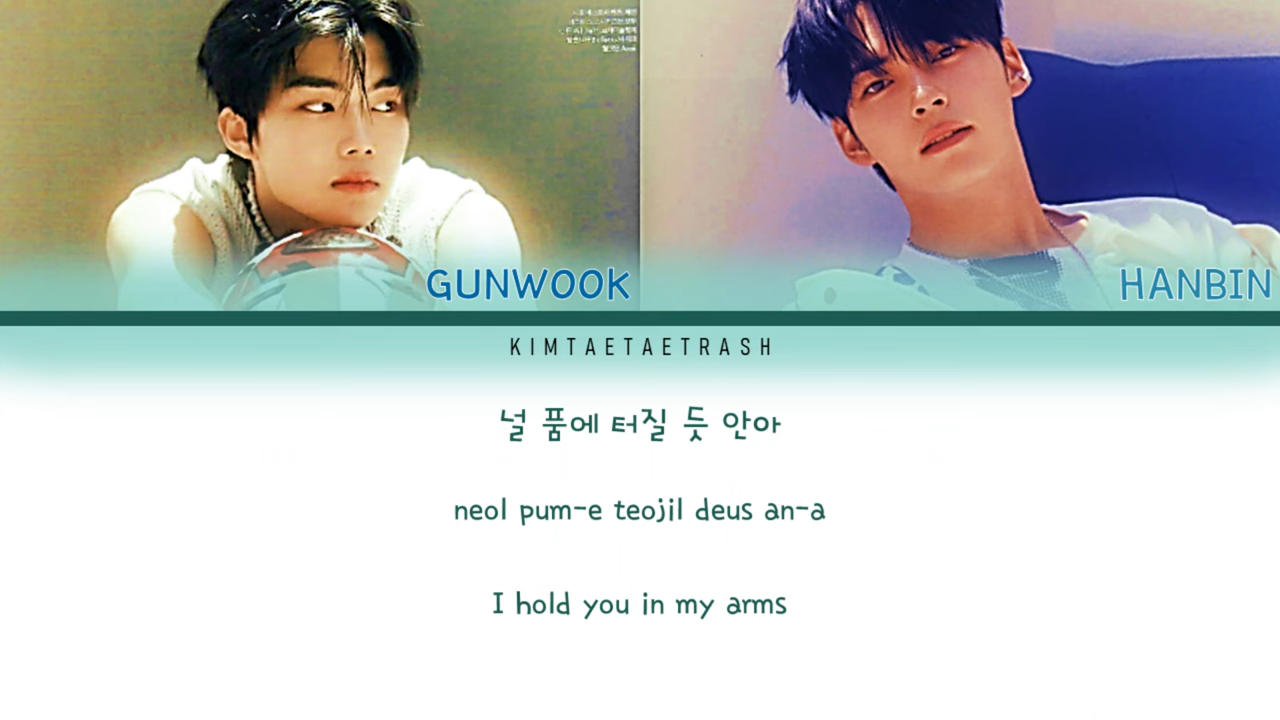 GUNWOOK
HANBIN
KIMTAETAETRASH
널 품에 터질 듯 안아
neol pum-e teojil deus an-a
I hold you in my arms